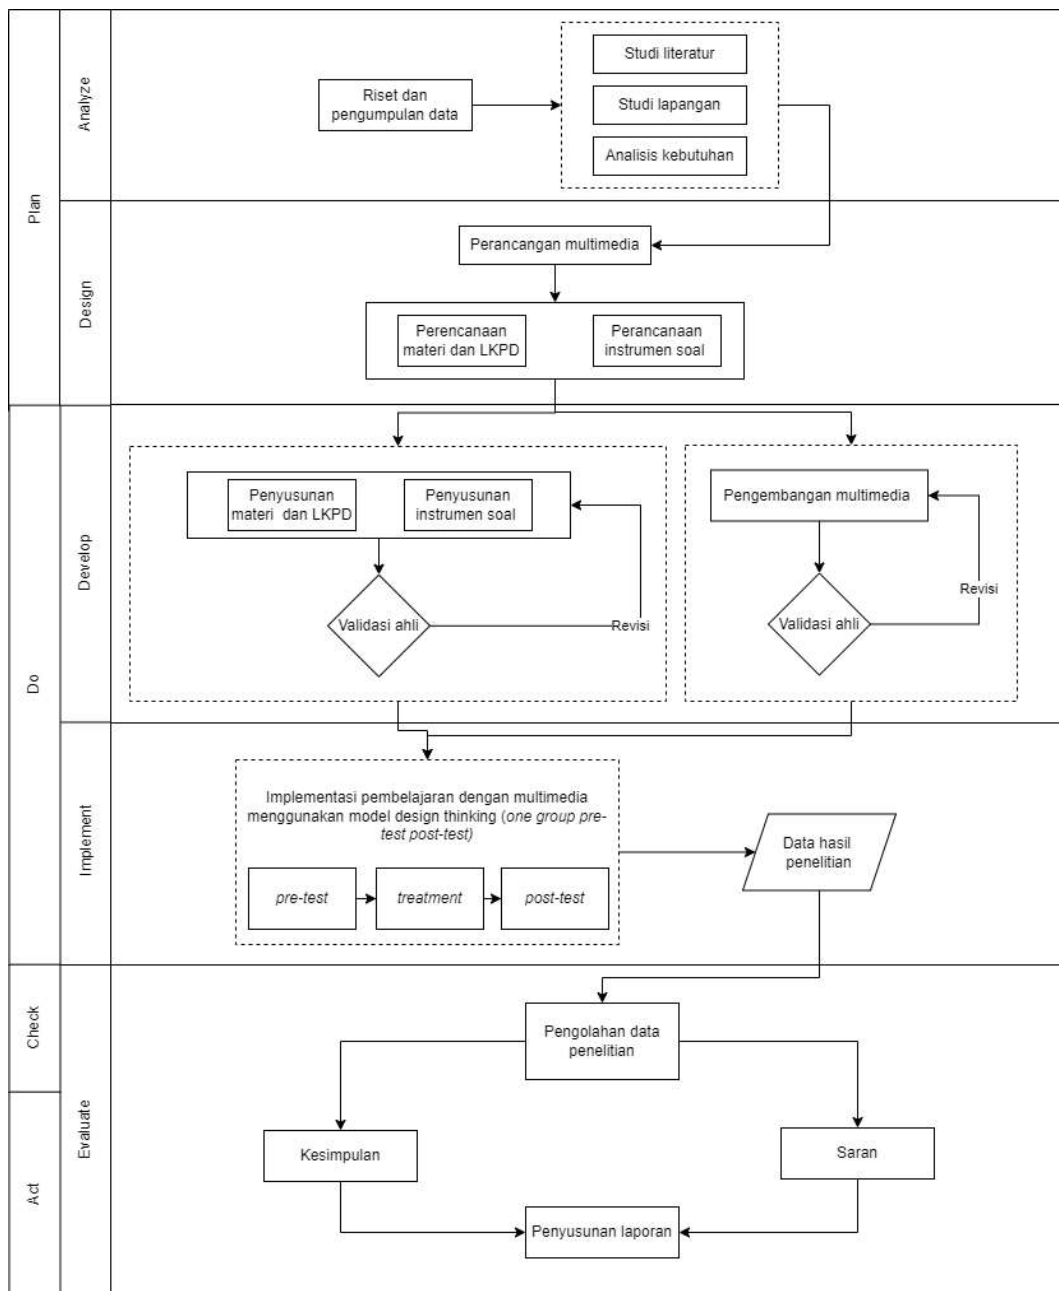 Plan
Analyze
Riset dan
pengumpulan data
Studi literatur
Studi lapangan
Analisis kebutuhan
Design
Perancangan multimedia
Perencanaan
materi dan LKPD
Perancanaan
instrumen soal
Do
Develop
Penyusunan
materi dan LKPD
Penyusunan
instrumen soal
Validasi ahli
Revisi
Pengembangan multimedia
Validasi ahli
Revisi
Implement
Implementasi pembelajaran dengan multimedia
menggunakan model design thinking (one group pre-
test post-test)
pre-test
treatment
post-test
Data hasil
penelitian
Check
Act
Evaluate
Pengolahan data
penelitian
Kesimpulan
Saran
Penyusunan laporan